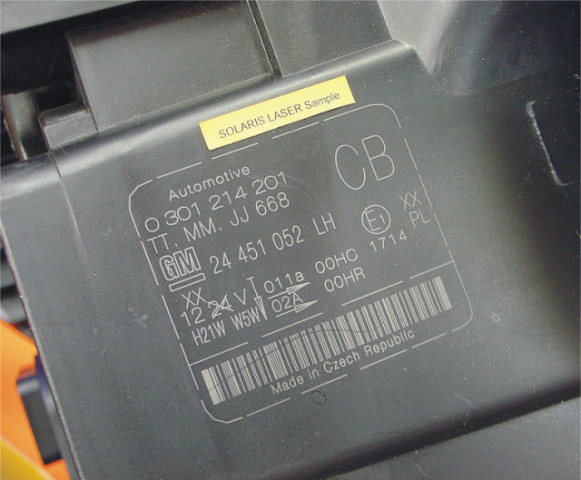 SOLARIS LASER Sample
Automotive
0 301 214 201
TT, MM, JJ 668
CB
GM 24 451 052 LH E1 XX
XX T 011a 00HC 1714 PL
12 24 V 02A 00HR
H21W W5W
Made in Czech Republic